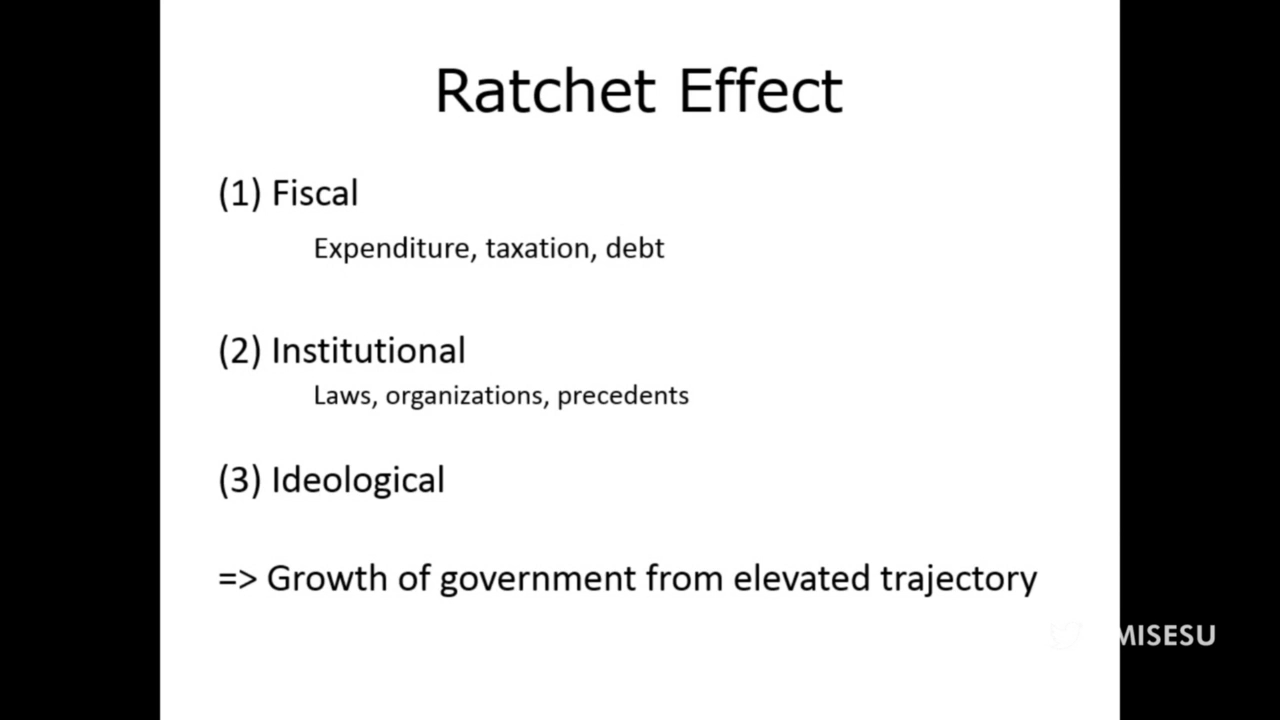 Ratchet Effect
(1) Fiscal
Expenditure, taxation, debt
(2) Institutional
Laws, organizations, precedents
(3) Ideological
=> Growth of government from elevated trajectory
MISESU